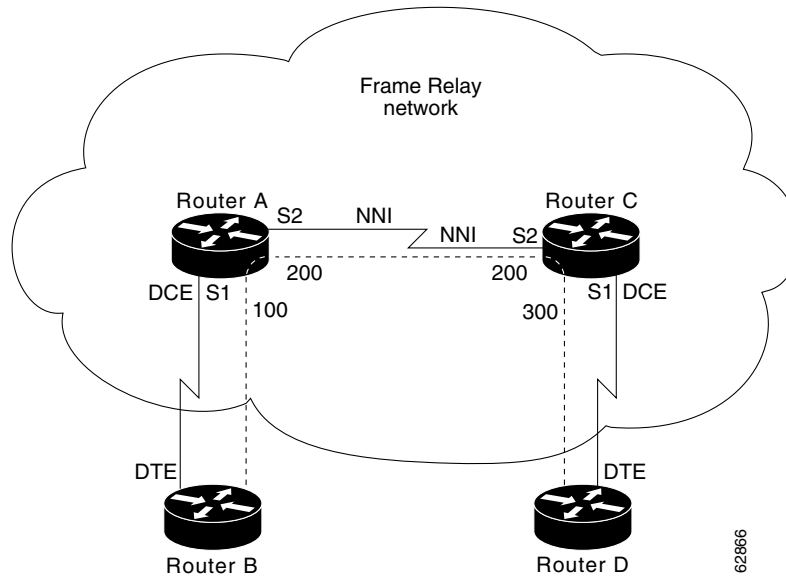 Frame Relay
network
Router A
Router C
S2
NNI
NNI
S2
200
200
DCE
S1
100
300
S1
DCE
DTE
DTE
Router B
Router D
62866